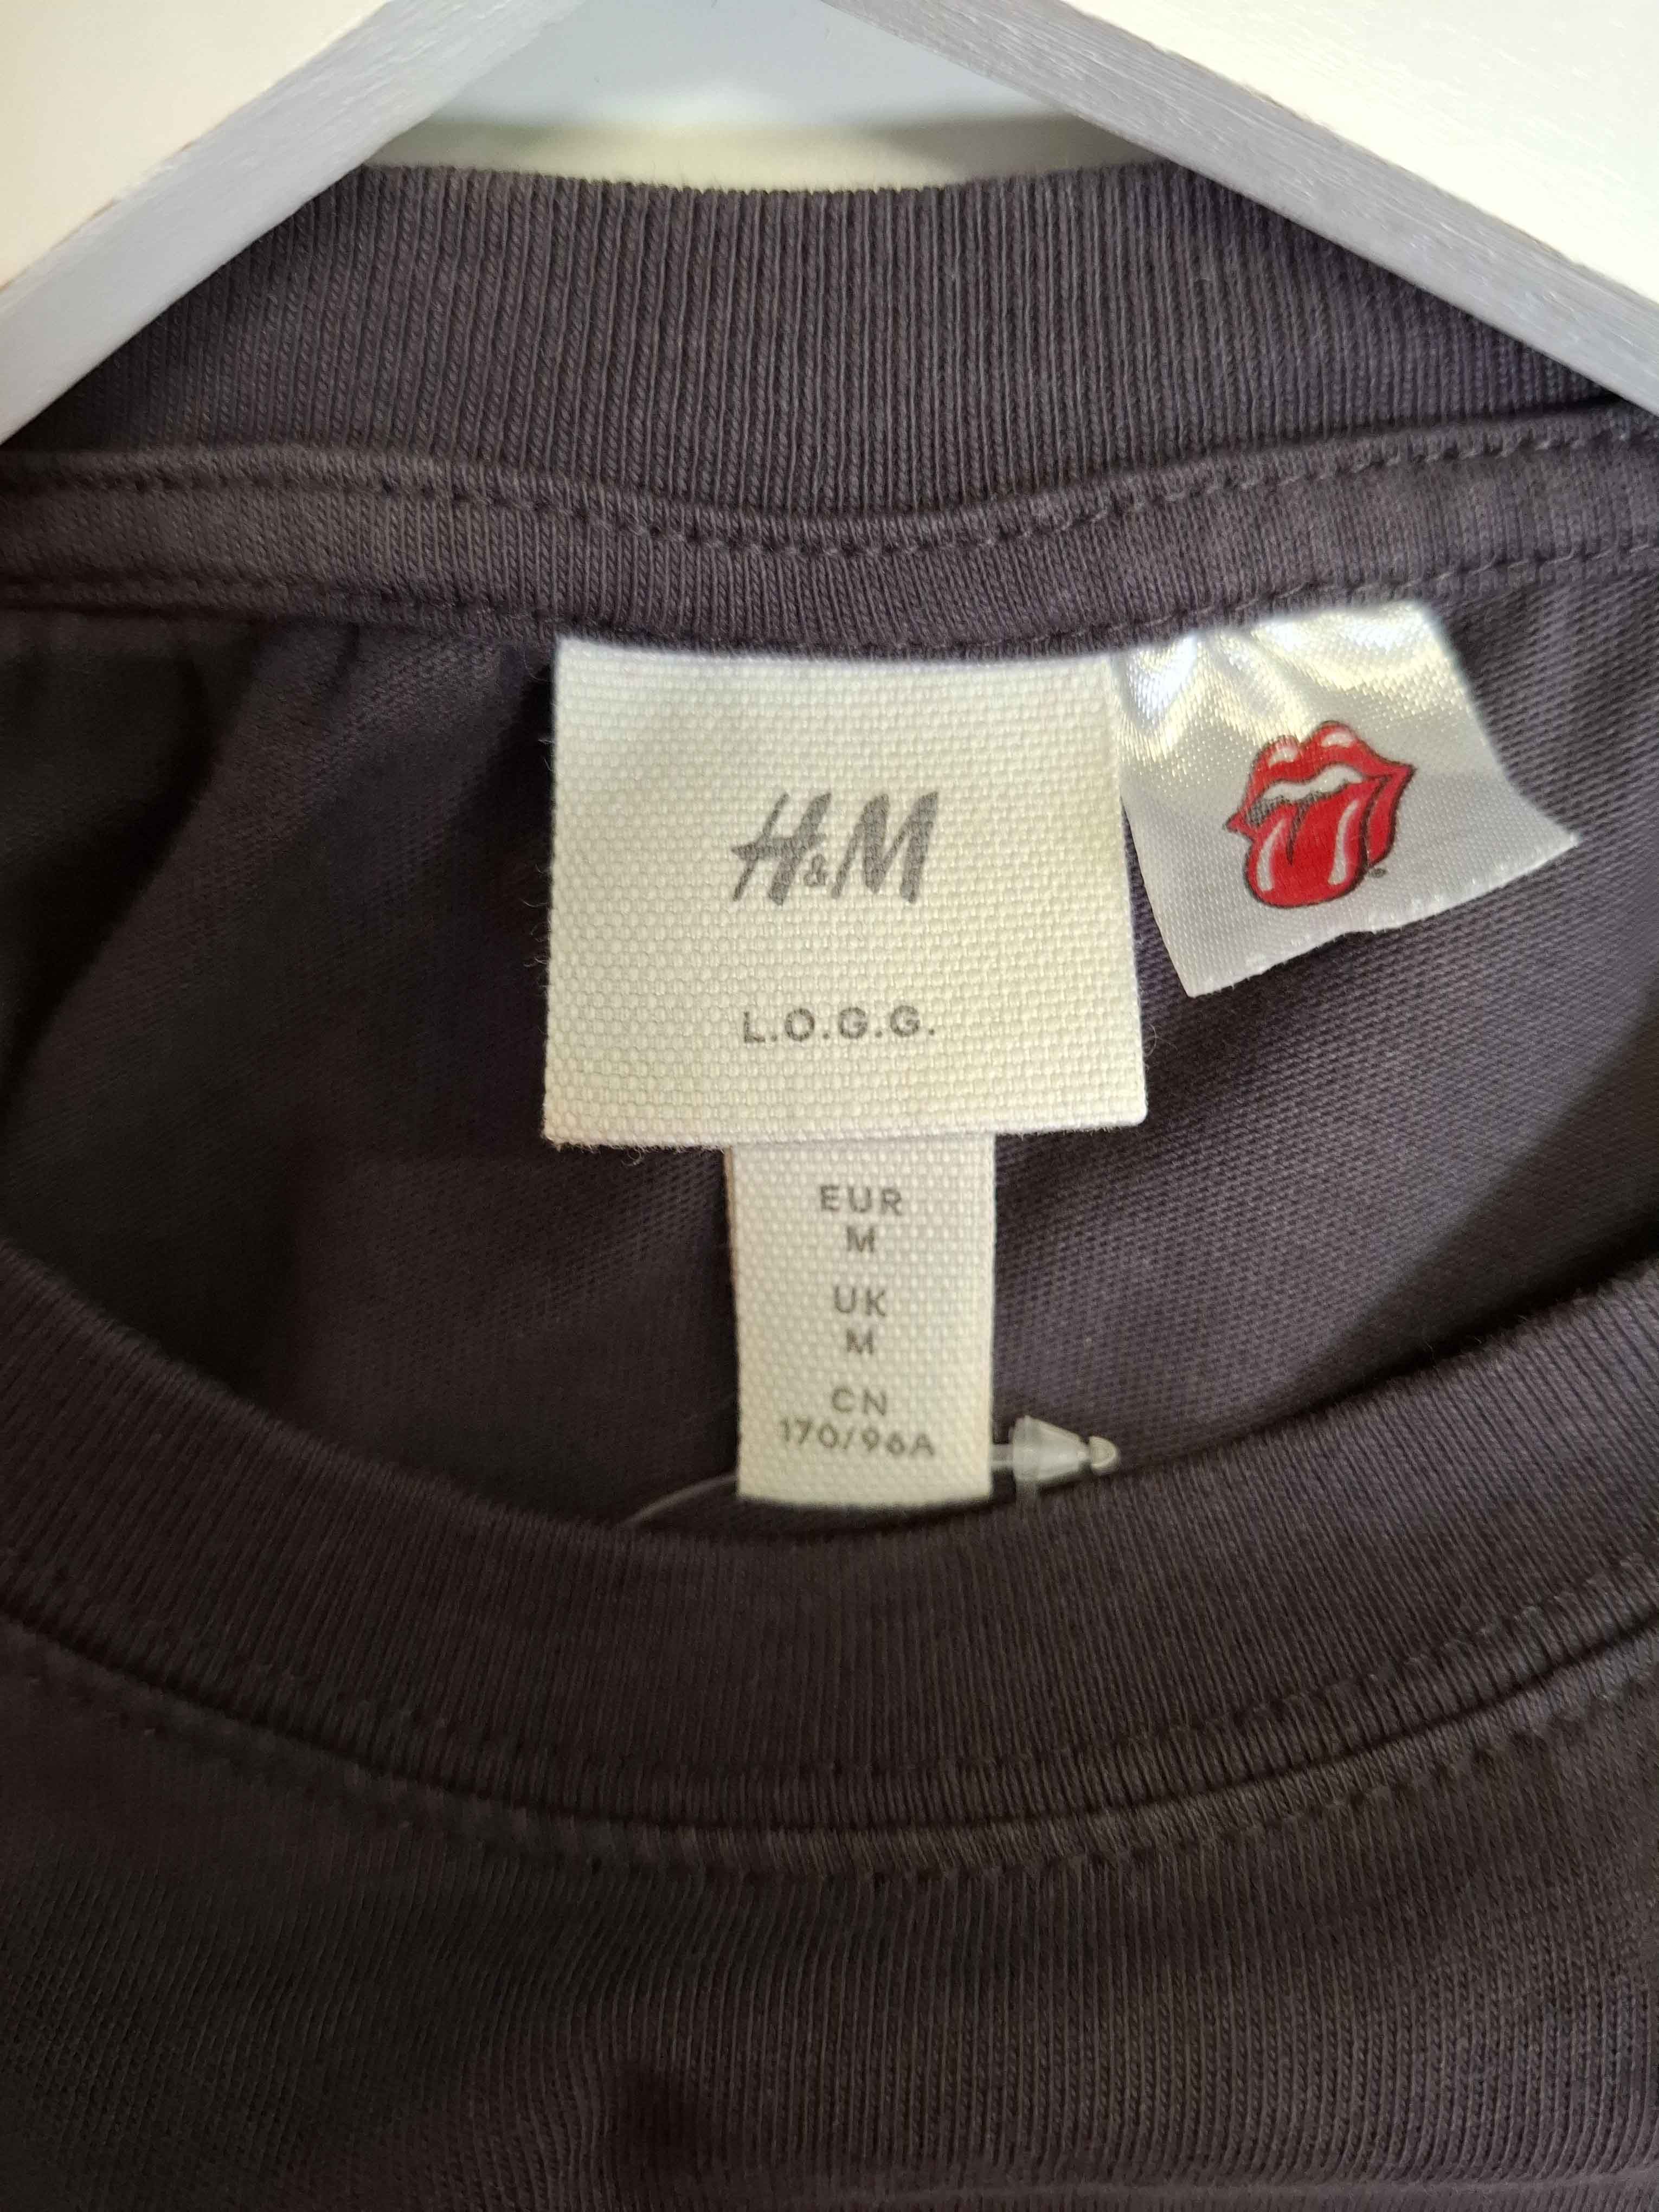 H&M
L.O.G.G.
EUR
M
UK
M
CN
170/96A